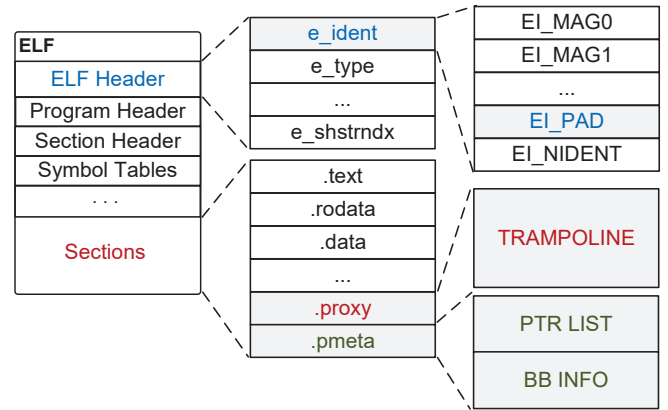 ELF
ELF Header
Program Header
Section Header
Symbol Tables
. . .
Sections
e_ident
e_type
...
e_shstrndx
.text
.rodata
.data
...
.proxy
.pmeta
EI_MAG0
EI_MAG1
...
EI_PAD
EI_NIDENT
TRAMPOLINE
PTR LIST
BB INFO